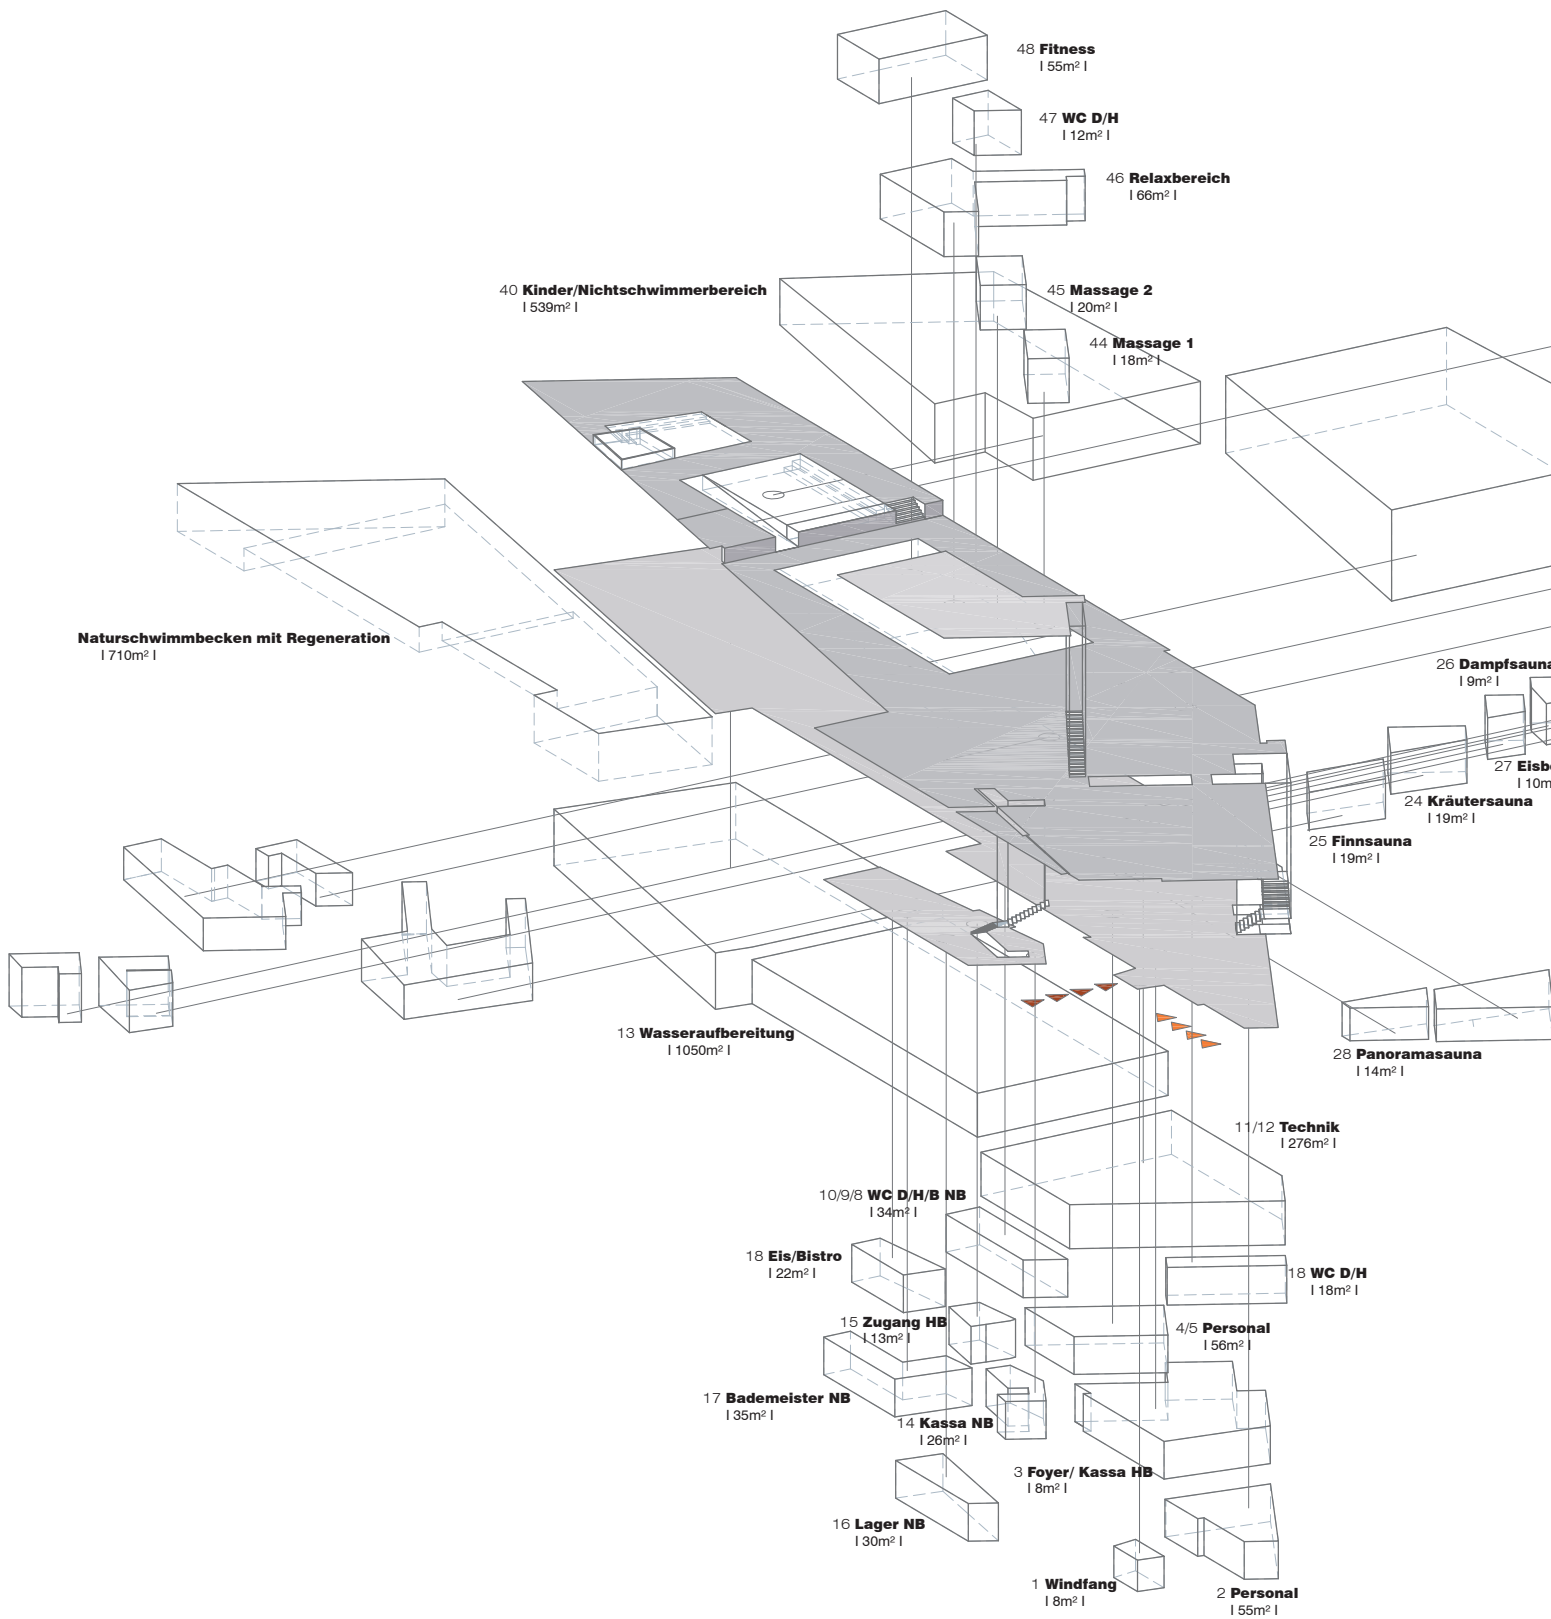 48 Fitness
I 55m² I
47 WC D/H
I 12m² I
46 Relaxbereich
I 66m² I
40 Kinder/Nichtschwimmerbereich
I 539m² I
45 Massage 2
I 20m² I
44 Massage 1
I 18m² I
Naturschwimmbecken mit Regeneration
I 710m² I
26 Dampfsauna
I 9m² I
27 Eisb
I 10m
24 Kräutersauna
I 19m² I
25 Finnsauna
I 19m² I
13 Wasseraufbereitung
I 1050m² I
28 Panoramasauna
I 14m² I
11/12 Technik
I 276m² I
10/9/8 WC D/H/B NB
I 34m² I
18 Eis/Bistro
I 22m² I
18 WC D/H
I 18m² I
15 Zugang HB
I 13m² I
4/5 Personal
I 56m² I
17 Bademeister NB
I 35m² I
14 Kassa NB
I 26m² I
3 Foyer/ Kassa HB
I 8m² I
16 Lager NB
I 30m² I
1 Windfang
I 8m² I
2 Personal
I 55m² I